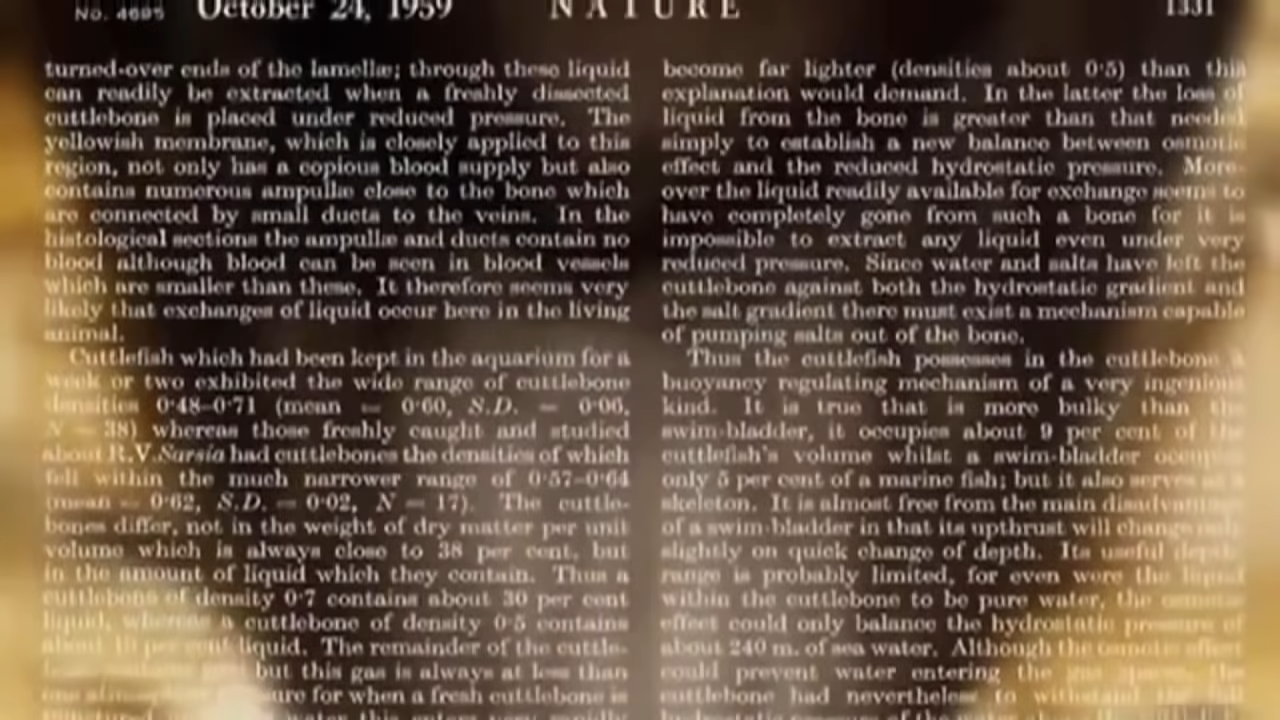 No. 4695 October 24, 1959 NATURE 1331
turned-over ends of the lamellæ; through these liquid
can readily be extracted when a freshly dissected
cuttlebone is placed under reduced pressure. The
yellowish membrane, which is closely applied to this
region, not only has a copious blood supply but also
contains numerous ampullæ close to the bone which
are connected by small ducts to the veins. In the
histological sections the ampullæ and ducts contain no
blood although blood can be seen in blood vessels
which are smaller than these. It therefore seems very
likely that exchanges of liquid occur here in the living
animal.
Cuttlefish which had been kept in the aquarium for a
week or two exhibited the wide range of cuttlebone
densities 0·48–0·71 (mean = 0·60, S.D. = 0·06,
N = 38) whereas those freshly caught and studied
about R.V. Sarsia had cuttlebones the densities of which
fell within the much narrower range of 0·57–0·64
(mean = 0·62, S.D. = 0·02, N = 17). The cuttle-
bones differ, not in the weight of dry matter per unit
volume which is always close to 38 per cent, but
in the amount of liquid which they contain. Thus a
cuttlebone of density 0·7 contains about 30 per cent
liquid, whereas a cuttlebone of density 0·5 contains
about 10 per cent liquid. The remainder of the cuttle-
but this gas is always at less than
for when a fresh cuttlebone is
water this enters very rapidly
become far lighter (densities about 0·5) than this
explanation would demand. In the latter the loss of
liquid from the bone is greater than that needed
simply to establish a new balance between osmotic
effect and the reduced hydrostatic pressure. More-
over the liquid readily available for exchange seems to
have completely gone from such a bone for it is
impossible to extract any liquid even under very
reduced pressure. Since water and salts have left the
cuttlebone against both the hydrostatic gradient and
the salt gradient there must exist a mechanism capable
of pumping salts out of the bone.
Thus the cuttlefish possesses in the cuttlebone a
buoyancy regulating mechanism of a very ingenious
kind. It is true that is more bulky than the
swim-bladder, it occupies about 9 per cent of the
cuttlefish's volume whilst a swim-bladder occupies
only 5 per cent of a marine fish; but it also serves as a
skeleton. It is almost free from the main disadvantage
of a swim-bladder in that its upthrust will change only
slightly on quick change of depth. Its useful depth
range is probably limited, for even were the liquid
within the cuttlebone to be pure water, the osmotic
effect could only balance the hydrostatic pressure of
about 240 m. of sea water. Although the osmotic effect
could prevent water entering the gas spaces, the
cuttlebone had nevertheless to withstand the full
hydrostatic pressure of the water